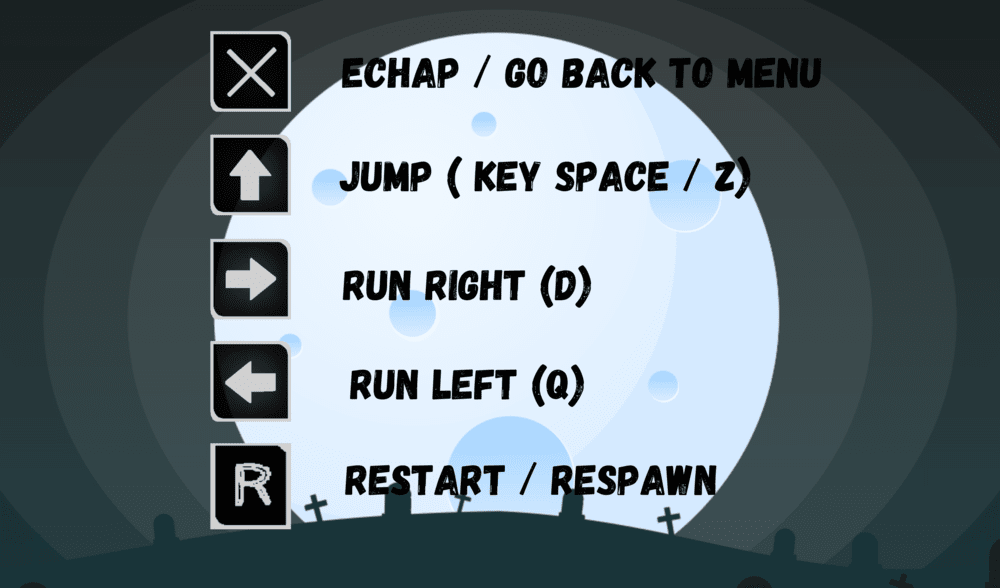 ECHAP / GO BACK TO MENU
JUMP ( KEY SPACE / Z)
RUN RIGHT (D)
RUN LEFT (Q)
R RESTART / RESPAWN